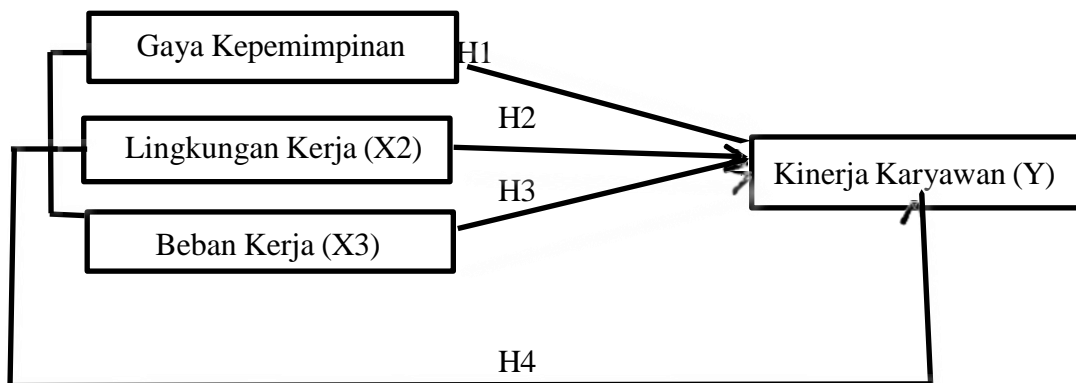 Gaya Kepemimpinan
H1
H2
Lingkungan Kerja (X2)
Kinerja Karyawan (Y)
H3
Beban Kerja (X3)
H4